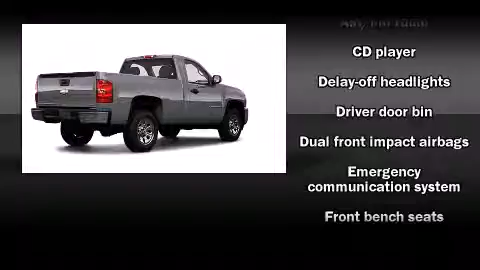 CD player
Delay-off headlights
Driver door bin
Dual front impact airbags
Emergency
communication system
Front bench seats